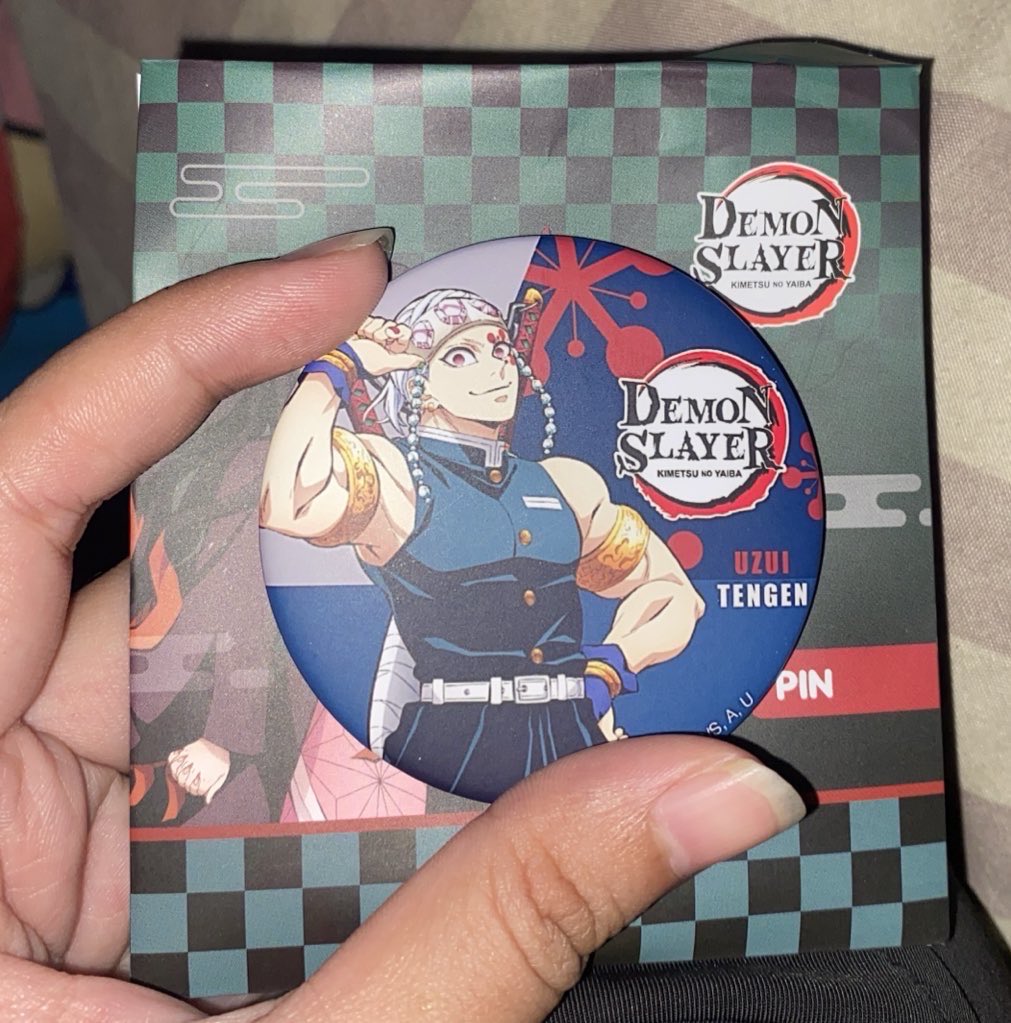 DEMON
SLAYER
KIMETSU NO YAIBA
DEMON
SLAYER
KIMETSU NO YAIBA
UZUI
TENGEN
PIN
S, A, U